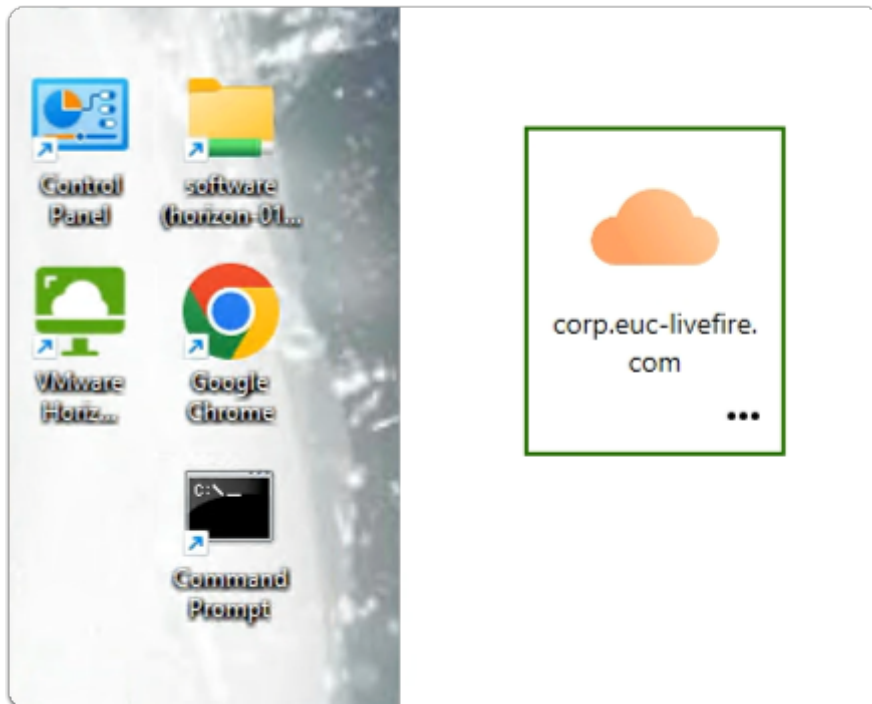 Control
Panel
software
(horizon-01...
VMware
Horiz...
Google
Chrome
C:\_
Command
Prompt
corp.euc-livefire.
com